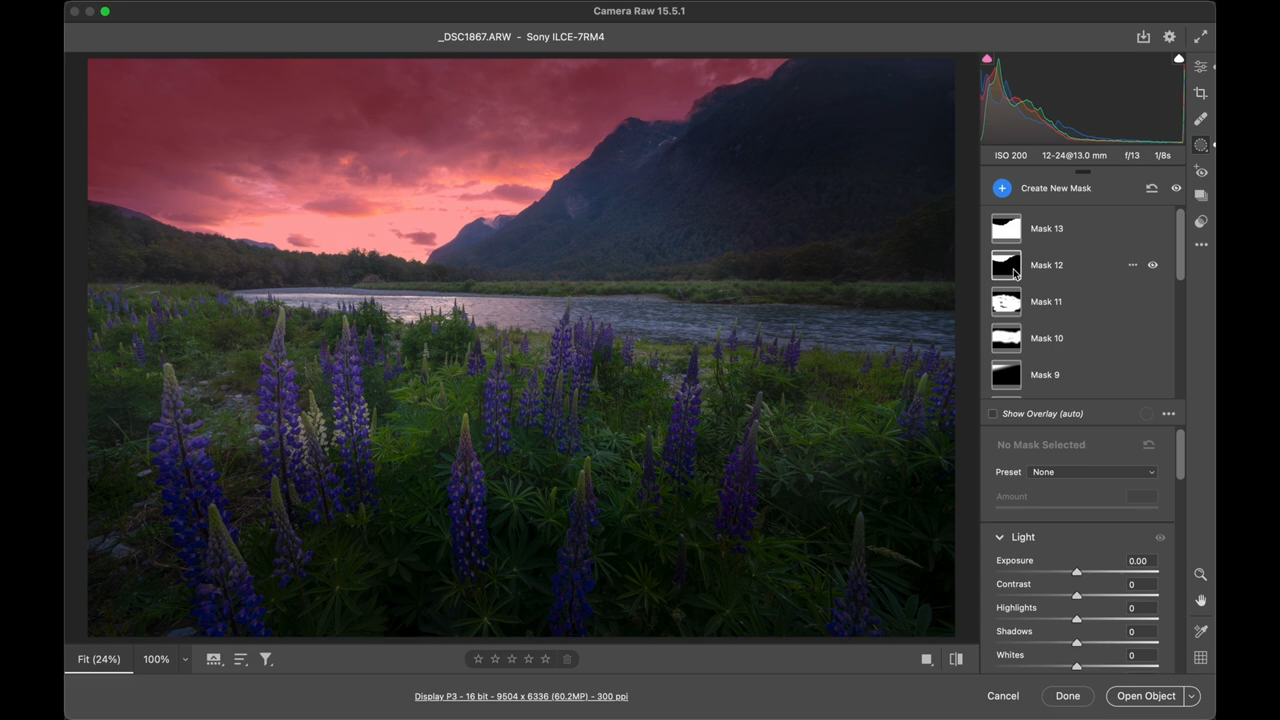 Camera Raw 15.5.1
_DSC1867.ARW - Sony ILCE-7RM4
ISO 200 12-24@13.0 mm f/13 1/8s
Create New Mask
Mask 13
Mask 12
Mask 11
Mask 10
Mask 9
Show Overlay (auto)
No Mask Selected
Preset None
Amount
Light
Exposure 0.00
Contrast 0
Highlights 0
Shadows 0
Whites 0
Fit (24%) 100%
Display P3 - 16 bit - 9504 x 6336 (60.2MP) - 300 ppi
Cancel Done Open Object